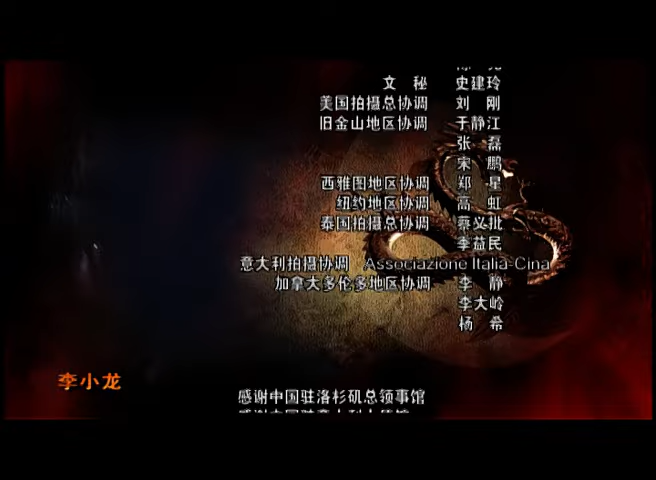 文 秘 史建玲
美国拍摄总协调 刘 刚
旧金山地区协调 于静江
张 磊
宋 鹏
西雅图地区协调 郑 星
纽约地区协调 高 虹
泰国拍摄总协调 蔡义批
李益民
意大利拍摄协调 Associazione Italia-Cina
加拿大多伦多地区协调 李 静
李大岭
杨 希
李小龙
感谢中国驻洛杉矶总领事馆